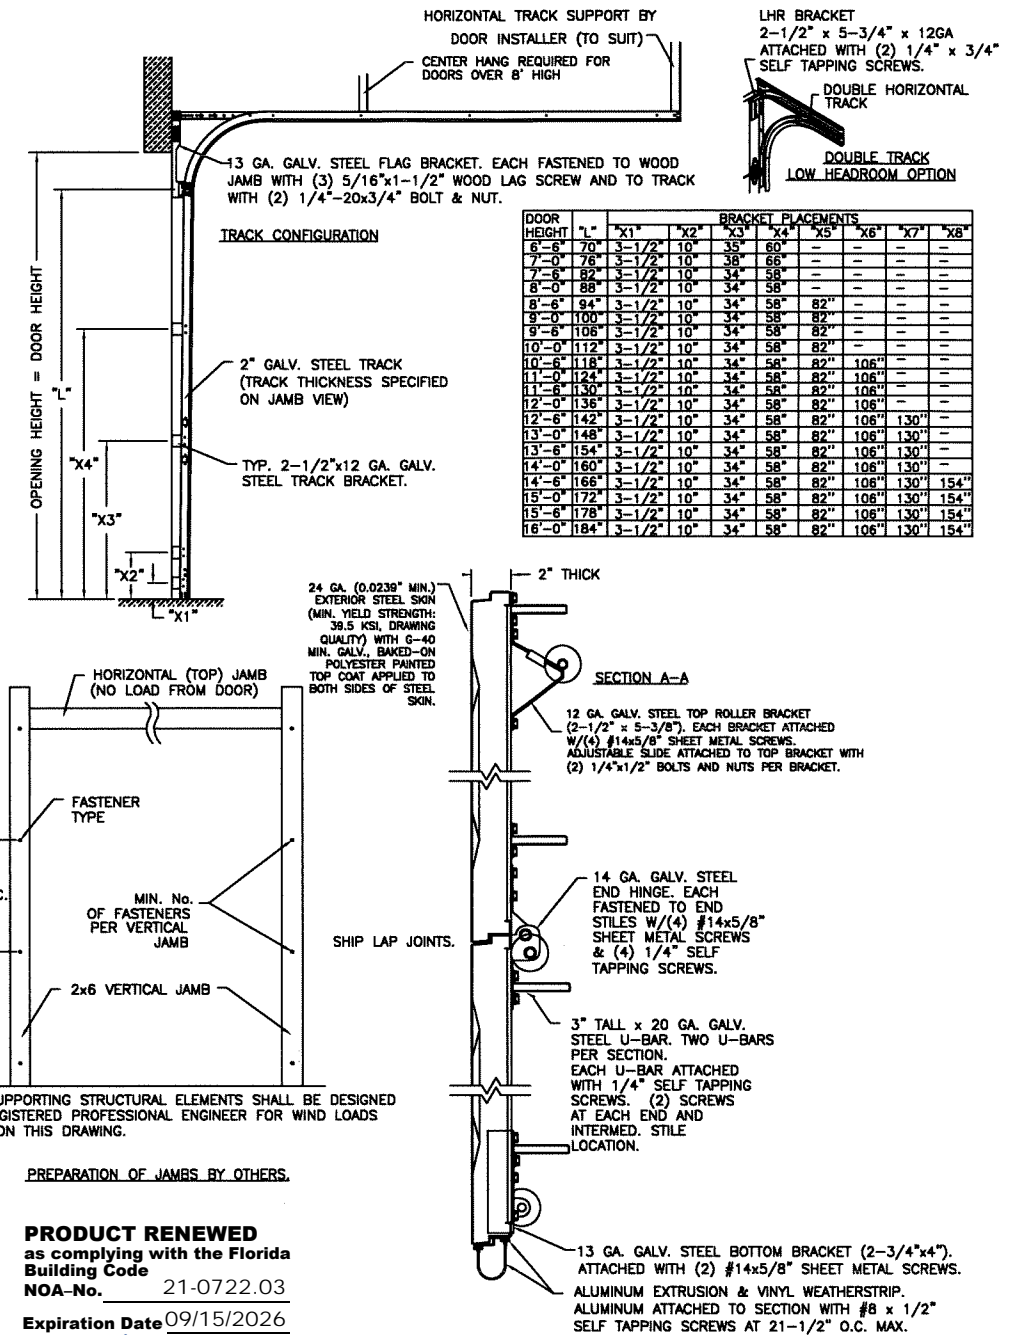 HORIZONTAL TRACK SUPPORT BY
DOOR INSTALLER (TO SUIT)
CENTER HANG REQUIRED FOR
DOORS OVER 8' HIGH
LHR BRACKET
2-1/2" x 5-3/4" x 12GA
ATTACHED WITH (2) 1/4" x 3/4"
SELF TAPPING SCREWS.
DOUBLE HORIZONTAL
TRACK
DOUBLE TRACK
LOW HEADROOM OPTION
13 GA. GALV. STEEL FLAG BRACKET. EACH FASTENED TO WOOD
JAMB WITH (3) 5/16"x1-1/2" WOOD LAG SCREW AND TO TRACK
WITH (2) 1/4"-20x3/4" BOLT & NUT.
TRACK CONFIGURATION
OPENING HEIGHT = DOOR HEIGHT
"L"
"X4"
"X3"
"X2"
"X1"
2" GALV. STEEL TRACK
(TRACK THICKNESS SPECIFIED
ON JAMB VIEW)
TYP. 2-1/2"x12 GA. GALV.
STEEL TRACK BRACKET.
DOOR BRACKET PLACEMENTS
HEIGHT "L" "X1" "X2" "X3" "X4" "X5" "X6" "X7" "X8"
6'-6" 70" 3-1/2" 10" 35" 60" - - - -
7'-0" 76" 3-1/2" 10" 38" 66" - - - -
7'-6" 82" 3-1/2" 10" 34" 58" - - - -
8'-0" 88" 3-1/2" 10" 34" 58" - - - -
8'-6" 94" 3-1/2" 10" 34" 58" 82" - - -
9'-0" 100" 3-1/2" 10" 34" 58" 82" - - -
9'-6" 106" 3-1/2" 10" 34" 58" 82" - - -
10'-0" 112" 3-1/2" 10" 34" 58" 82" - - -
10'-6" 118" 3-1/2" 10" 34" 58" 82" 106" - -
11'-0" 124" 3-1/2" 10" 34" 58" 82" 106" - -
11'-6" 130" 3-1/2" 10" 34" 58" 82" 106" - -
12'-0" 136" 3-1/2" 10" 34" 58" 82" 106" - -
12'-6" 142" 3-1/2" 10" 34" 58" 82" 106" 130" -
13'-0" 148" 3-1/2" 10" 34" 58" 82" 106" 130" -
13'-6" 154" 3-1/2" 10" 34" 58" 82" 106" 130" -
14'-0" 160" 3-1/2" 10" 34" 58" 82" 106" 130" -
14'-6" 166" 3-1/2" 10" 34" 58" 82" 106" 130" 154"
15'-0" 172" 3-1/2" 10" 34" 58" 82" 106" 130" 154"
15'-6" 178" 3-1/2" 10" 34" 58" 82" 106" 130" 154"
16'-0" 184" 3-1/2" 10" 34" 58" 82" 106" 130" 154"
2" THICK
24 GA. (0.0239" MIN.)
EXTERIOR STEEL SKIN
(MIN. YIELD STRENGTH:
39.5 KSI, DRAWING
QUALITY) WITH G-40
MIN. GALV., BAKED-ON
POLYESTER PAINTED
TOP COAT APPLIED TO
BOTH SIDES OF STEEL
SKIN.
SECTION A-A
12 GA. GALV. STEEL TOP ROLLER BRACKET
(2-1/2" x 5-3/8"). EACH BRACKET ATTACHED
W/(4) #14x5/8" SHEET METAL SCREWS.
ADJUSTABLE SLIDE ATTACHED TO TOP BRACKET WITH
(2) 1/4"x1/2" BOLTS AND NUTS PER BRACKET.
HORIZONTAL (TOP) JAMB
(NO LOAD FROM DOOR)
FASTENER
TYPE
C.
MIN. No.
OF FASTENERS
PER VERTICAL
JAMB
2x6 VERTICAL JAMB
SHIP LAP JOINTS.
14 GA. GALV. STEEL
END HINGE. EACH
FASTENED TO END
STILES W/(4) #14x5/8"
SHEET METAL SCREWS
& (4) 1/4" SELF
TAPPING SCREWS.
3" TALL x 20 GA. GALV.
STEEL U-BAR. TWO U-BARS
PER SECTION.
EACH U-BAR ATTACHED
WITH 1/4" SELF TAPPING
SCREWS. (2) SCREWS
AT EACH END AND
INTERMED. STILE
LOCATION.
UPPORTING STRUCTURAL ELEMENTS SHALL BE DESIGNED
GISTERED PROFESSIONAL ENGINEER FOR WIND LOADS
ON THIS DRAWING.
PREPARATION OF JAMBS BY OTHERS.
PRODUCT RENEWED
as complying with the Florida
Building Code
NOA-No. 21-0722.03
Expiration Date 09/15/2026
13 GA. GALV. STEEL BOTTOM BRACKET (2-3/4"x4").
ATTACHED WITH (2) #14x5/8" SHEET METAL SCREWS.
ALUMINUM EXTRUSION & VINYL WEATHERSTRIP.
ALUMINUM ATTACHED TO SECTION WITH #8 x 1/2"
SELF TAPPING SCREWS AT 21-1/2" O.C. MAX.